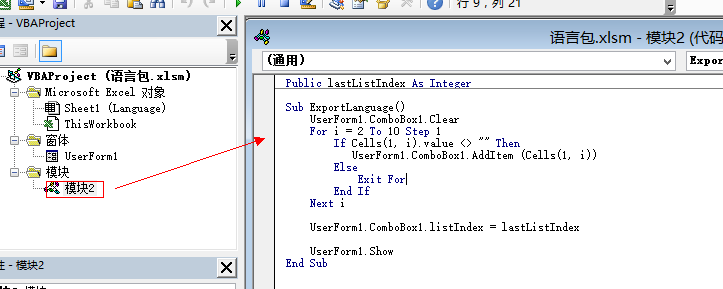 行 9, 列 21
程 - VBAProject
VBAProject (语言包.xlsm)
Microsoft Excel 对象
Sheet1 (Language)
ThisWorkbook
窗体
UserForm1
模块
模块2
性 - 模块2
语言包.xlsm - 模块2 (代码
(通用)
Expor
Public lastListIndex As Integer
Sub ExportLanguage()
UserForm1.ComboBox1.Clear
For i = 2 To 10 Step 1
If Cells(1, i).value <> "" Then
UserForm1.ComboBox1.AddItem (Cells(1, i))
Else
Exit For
End If
Next i
UserForm1.ComboBox1.listIndex = lastListIndex
UserForm1.Show
End Sub